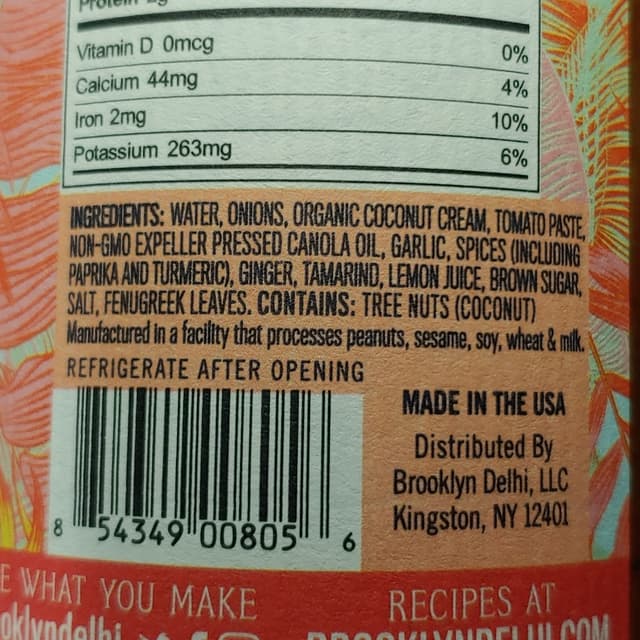 Vitamin D 0mcg 0%
Calcium 44mg 4%
Iron 2mg 10%
Potassium 263mg 6%
INGREDIENTS: WATER, ONIONS, ORGANIC COCONUT CREAM, TOMATO PASTE,
NON-GMO EXPELLER PRESSED CANOLA OIL, GARLIC, SPICES (INCLUDING
PAPRIKA AND TURMERIC), GINGER, TAMARIND, LEMON JUICE, BROWN SUGAR,
SALT, FENUGREEK LEAVES. CONTAINS: TREE NUTS (COCONUT)
Manufactured in a facility that processes peanuts, sesame, soy, wheat & milk.
REFRIGERATE AFTER OPENING
MADE IN THE USA
Distributed By
Brooklyn Delhi, LLC
Kingston, NY 12401
8 54349 00805 6
E WHAT YOU MAKE
oklyndelhi
RECIPES AT
BROOKLYNDELHI.COM